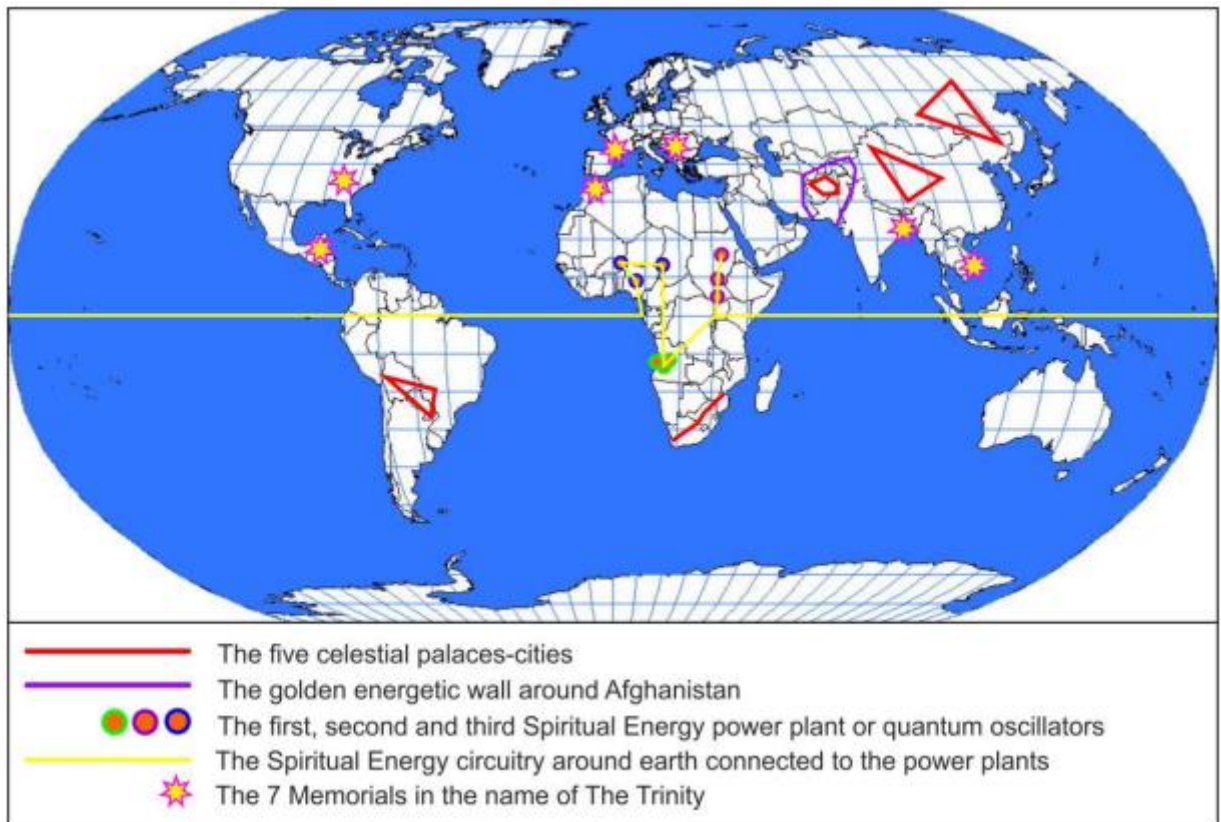 The five celestial palaces-cities
The golden energetic wall around Afghanistan
The first, second and third Spiritual Energy power plant or quantum oscillators
The Spiritual Energy circuitry around earth connected to the power plants
The 7 Memorials in the name of The Trinity